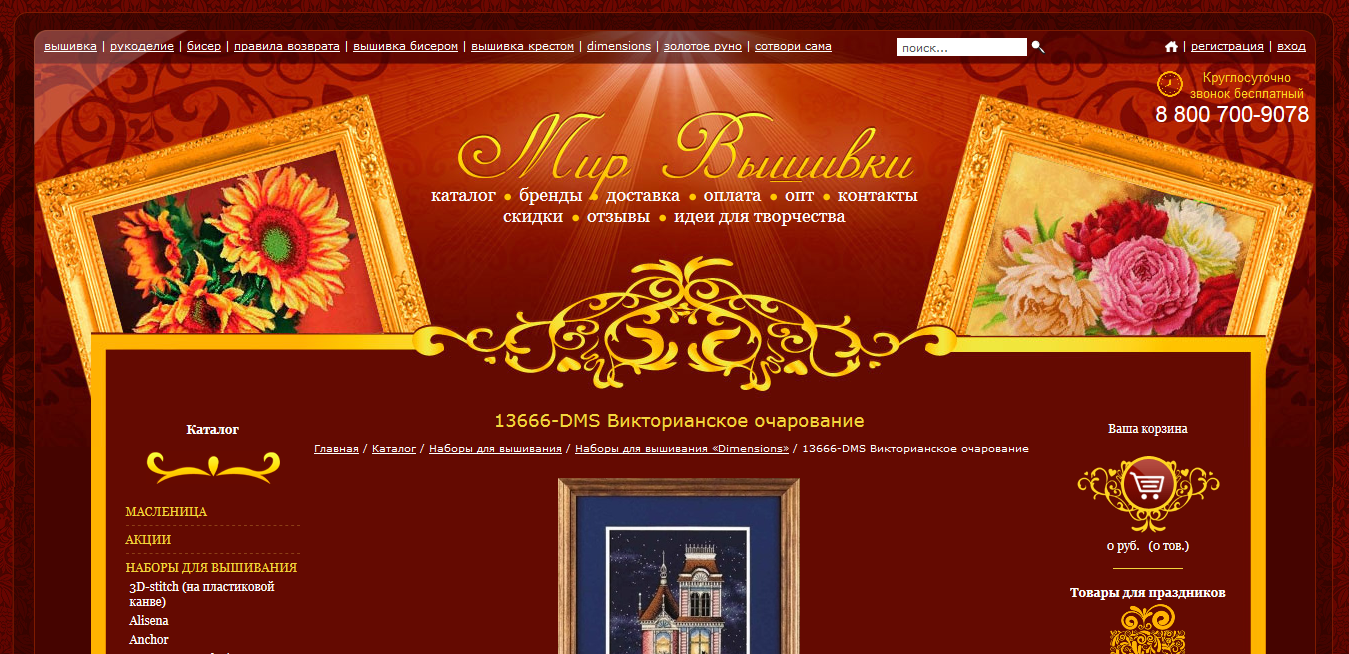 вышивка | рукоделие | бисер | правила возврата | вышивка бисером | вышивка крестом | dimensions | золотое руно | сотвори сама
поиск...
| регистрация | вход
Круглосуточно
звонок бесплатный
8 800 700-9078
Мир Вышивки
каталог • бренды • доставка • оплата • опт • контакты
скидки • отзывы • идеи для творчества
13666-DMS Викторианское очарование
Главная / Каталог / Наборы для вышивания / Наборы для вышивания «Dimensions» / 13666-DMS Викторианское очарование
Каталог
МАСЛЕНИЦА
АКЦИИ
НАБОРЫ ДЛЯ ВЫШИВАНИЯ
3D-stitch (на пластиковой
канве)
Alisena
Anchor
Ваша корзина
0 руб. (0 тов.)
Товары для праздников